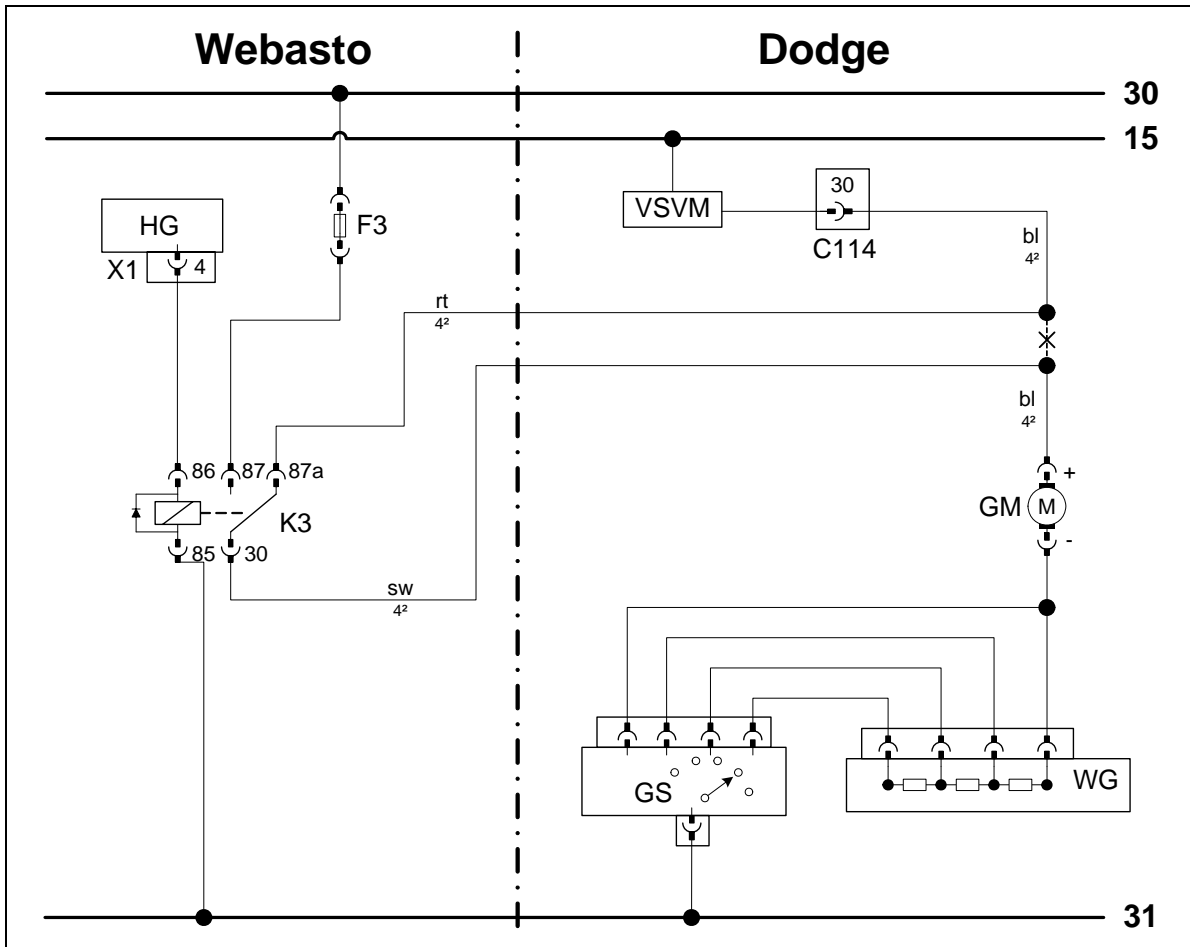 Webasto
Dodge
30
15
HG
X1
4
F3
VSVM
30
C114
bl
4²
rt
4²
bl
4²
86
87
87a
K3
85
30
sw
4²
+
GM
M
-
GS
WG
31